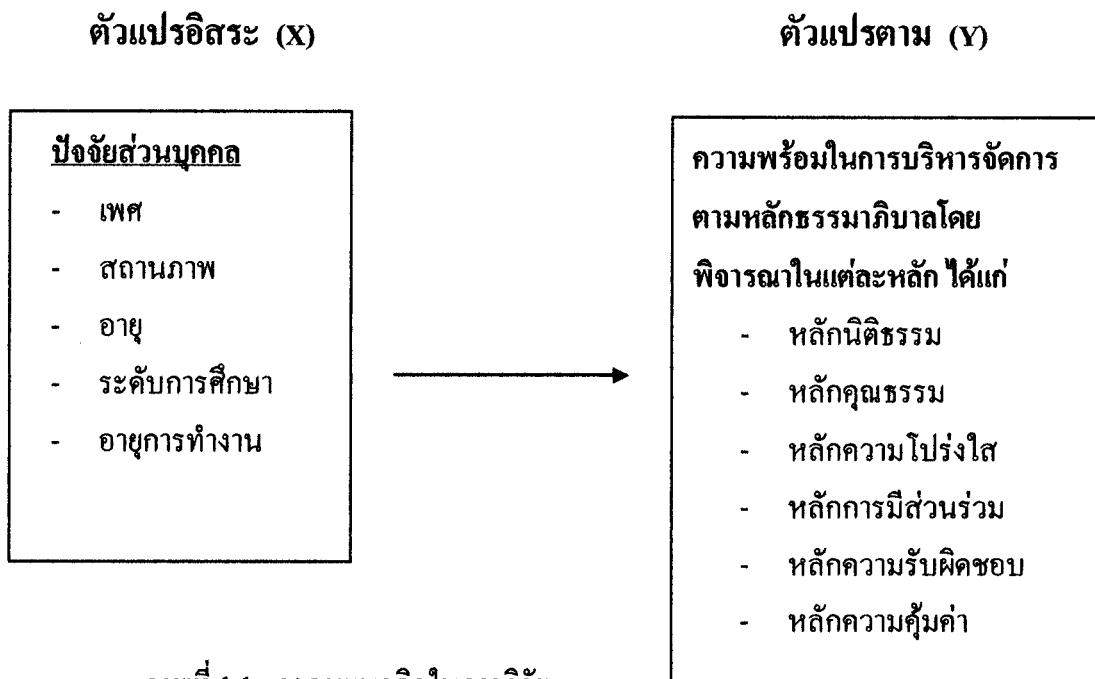 ตัวแปรอิสระ (X)
ตัวแปรตาม (Y)
ปัจจัยส่วนบุคคล
- เพศ
- สถานภาพ
- อายุ
- ระดับการศึกษา
- อายุการทำงาน
ความพร้อมในการบริหารจัดการ
ตามหลักธรรมาภิบาลโดย
พิจารณาในแต่ละหลัก ได้แก่
- หลักนิติธรรม
- หลักคุณธรรม
- หลักความโปร่งใส
- หลักการมีส่วนร่วม
- หลักความรับผิดชอบ
- หลักความคุ้มค่า